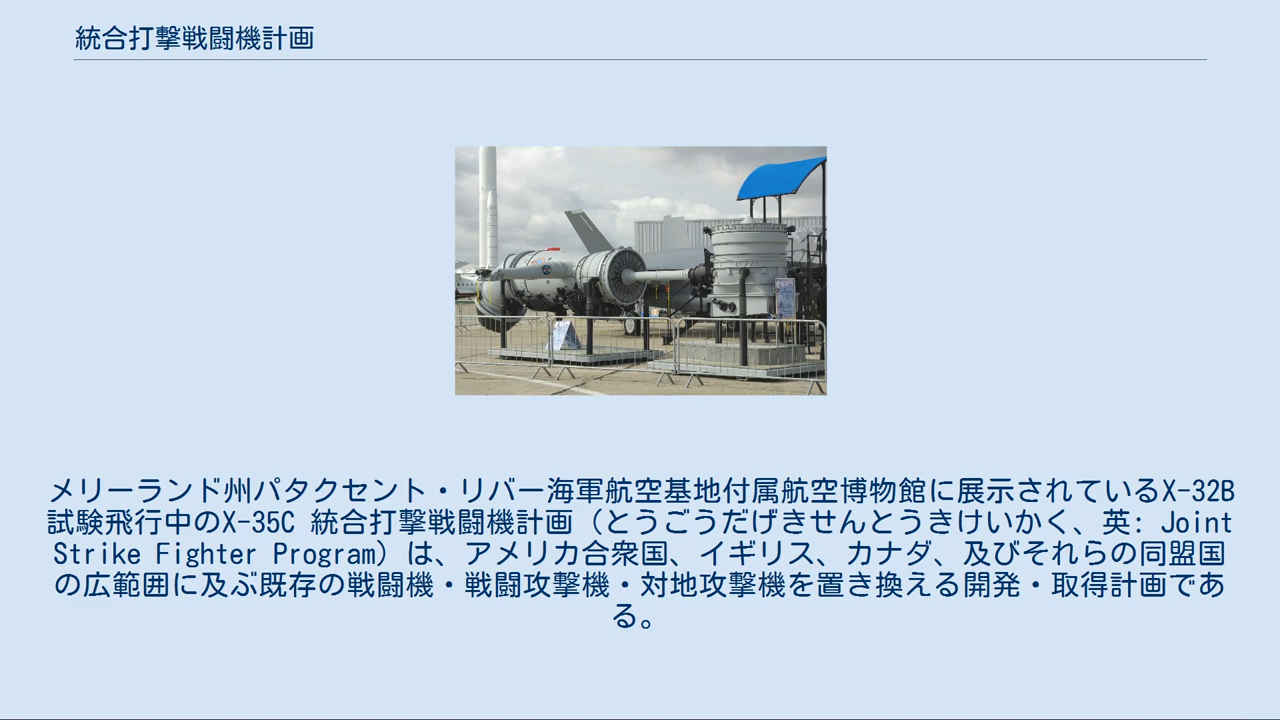 統合打撃戦闘機計画
メリーランド州パタクセント・リバー海軍航空基地付属航空博物館に展示されているX-32B
試験飛行中のX-35C 統合打撃戦闘機計画（とうごうだげきせんとうきけいかく、英: Joint
Strike Fighter Program）は、アメリカ合衆国、イギリス、カナダ、及びそれらの同盟国
の広範囲に及ぶ既存の戦闘機・戦闘攻撃機・対地攻撃機を置き換える開発・取得計画であ
る。